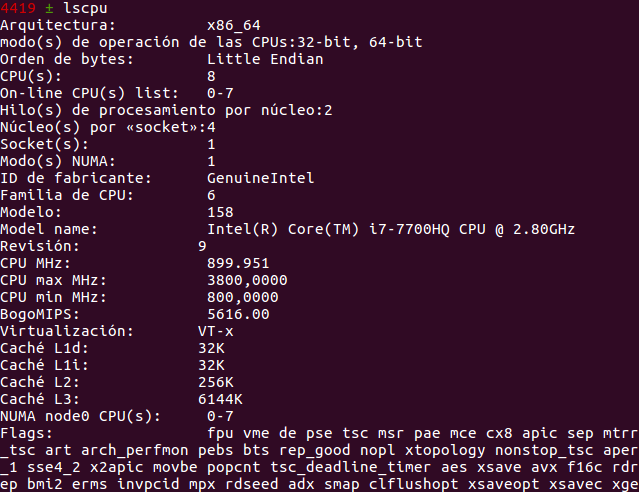 4419 ± lscpu
Arquitectura:          x86_64
modo(s) de operación de las CPUs:32-bit, 64-bit
Orden de bytes:        Little Endian
CPU(s):                8
On-line CPU(s) list:   0-7
Hilo(s) de procesamiento por núcleo:2
Núcleo(s) por «socket»:4
Socket(s):             1
Modo(s) NUMA:          1
ID de fabricante:      GenuineIntel
Familia de CPU:        6
Modelo:                158
Model name:            Intel(R) Core(TM) i7-7700HQ CPU @ 2.80GHz
Revisión:             9
CPU MHz:               899.951
CPU max MHz:           3800,0000
CPU min MHz:           800,0000
BogoMIPS:              5616.00
Virtualización:       VT-x
Caché L1d:            32K
Caché L1i:            32K
Caché L2:             256K
Caché L3:             6144K
NUMA node0 CPU(s):     0-7
Flags:                 fpu vme de pse tsc msr pae mce cx8 apic sep mtrr
_tsc art arch_perfmon pebs bts rep_good nopl xtopology nonstop_tsc aper
_1 sse4_2 x2apic movbe popcnt tsc_deadline_timer aes xsave avx f16c rdr
ep bmi2 erms invpcid mpx rdseed adx smap clflushopt xsaveopt xsavec xge